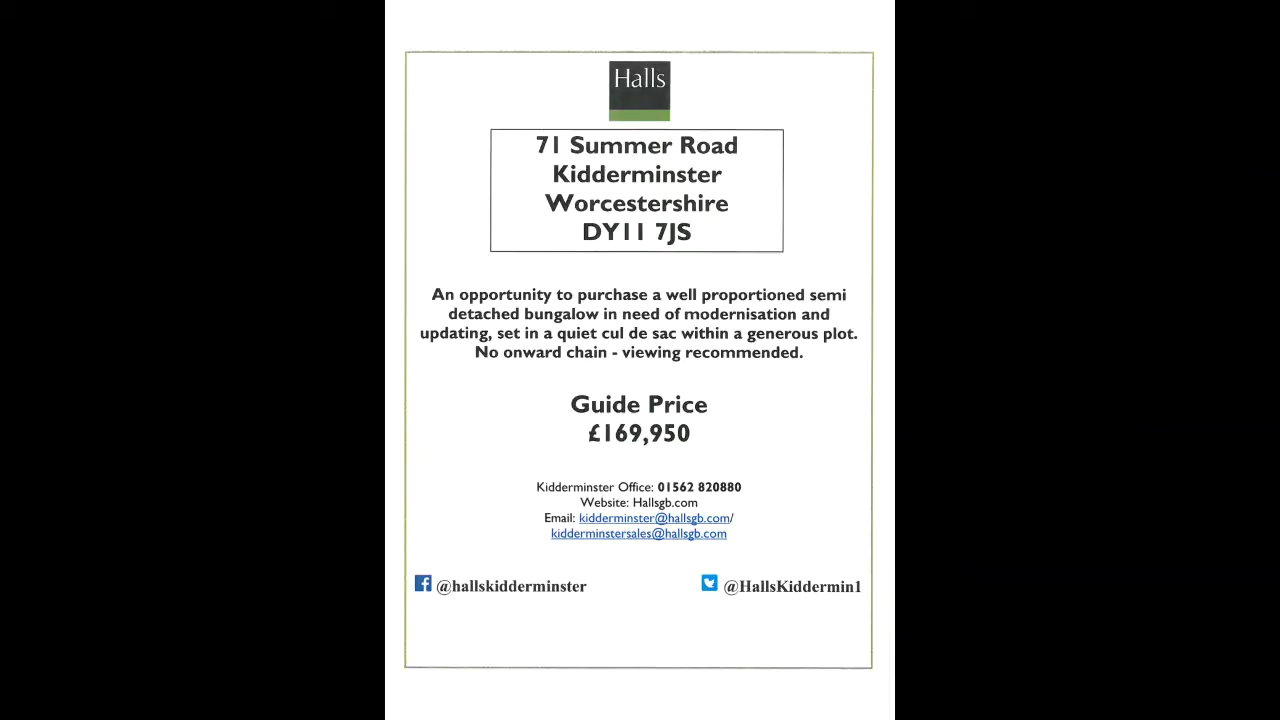 Halls
71 Summer Road
Kidderminster
Worcestershire
DY11 7JS
An opportunity to purchase a well proportioned semi
detached bungalow in need of modernisation and
updating, set in a quiet cul de sac within a generous plot.
No onward chain - viewing recommended.
Guide Price
£169,950
Kidderminster Office: 01562 820880
Website: Hallsgb.com
Email: kidderminster@hallsgb.com/
kidderminstersales@hallsgb.com
@hallskidderminster
@HallsKiddermin1